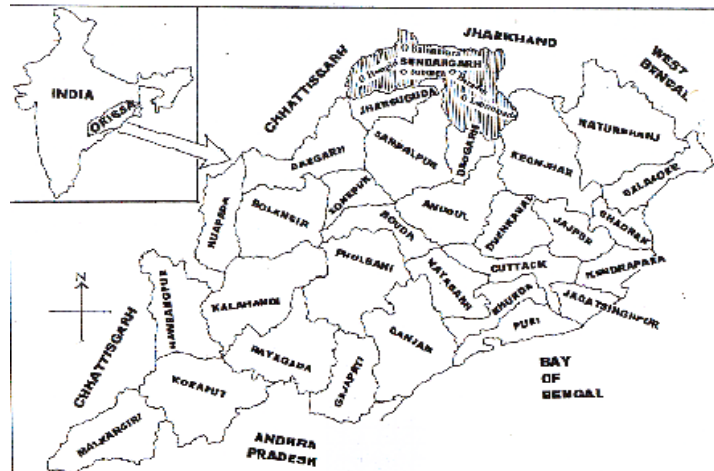 INDIA
ORISSA
CHHATTISGARH
JHARKHAND
WEST
BENGAL
SUNDARGARH
JHARSUGUDA
SAMBALPUR
DEOGARH
KEONJHAR
MAYURBHANJ
BALASORE
BHADRAK
BARGARH
SONEPUR
BOLANGIR
NUAPADA
ANUGUL
BOUDA
DHENKANAL
JAJPUR
KENDRAPARA
CUTTACK
JAGATSINGHPUR
PHULBANI
NAYAGARH
KHURDA
PURI
KALAHANDI
NAWRANGPUR
N
CHHATTISGARH
RAYAGADA
GANJAM
GAJAPATI
KORAPUT
MALKANGIRI
BAY
OF
BENGAL
ANDHRA
PRADESH